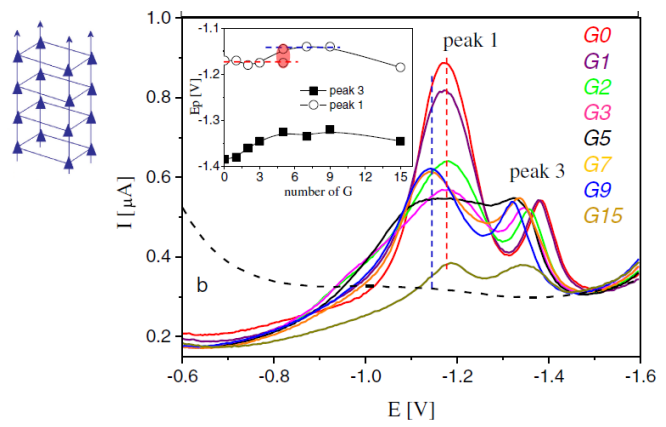 1.0
0.8
0.6
0.4
0.2
I [μA]
-0.6
-0.8
-1.0
-1.2
-1.4
-1.6
E [V]
b
peak 1
peak 3
G0
G1
G2
G3
G5
G7
G9
G15
-1.1
-1.2
-1.3
-1.4
Ep [V]
0
3
6
9
12
15
number of G
peak 3
peak 1